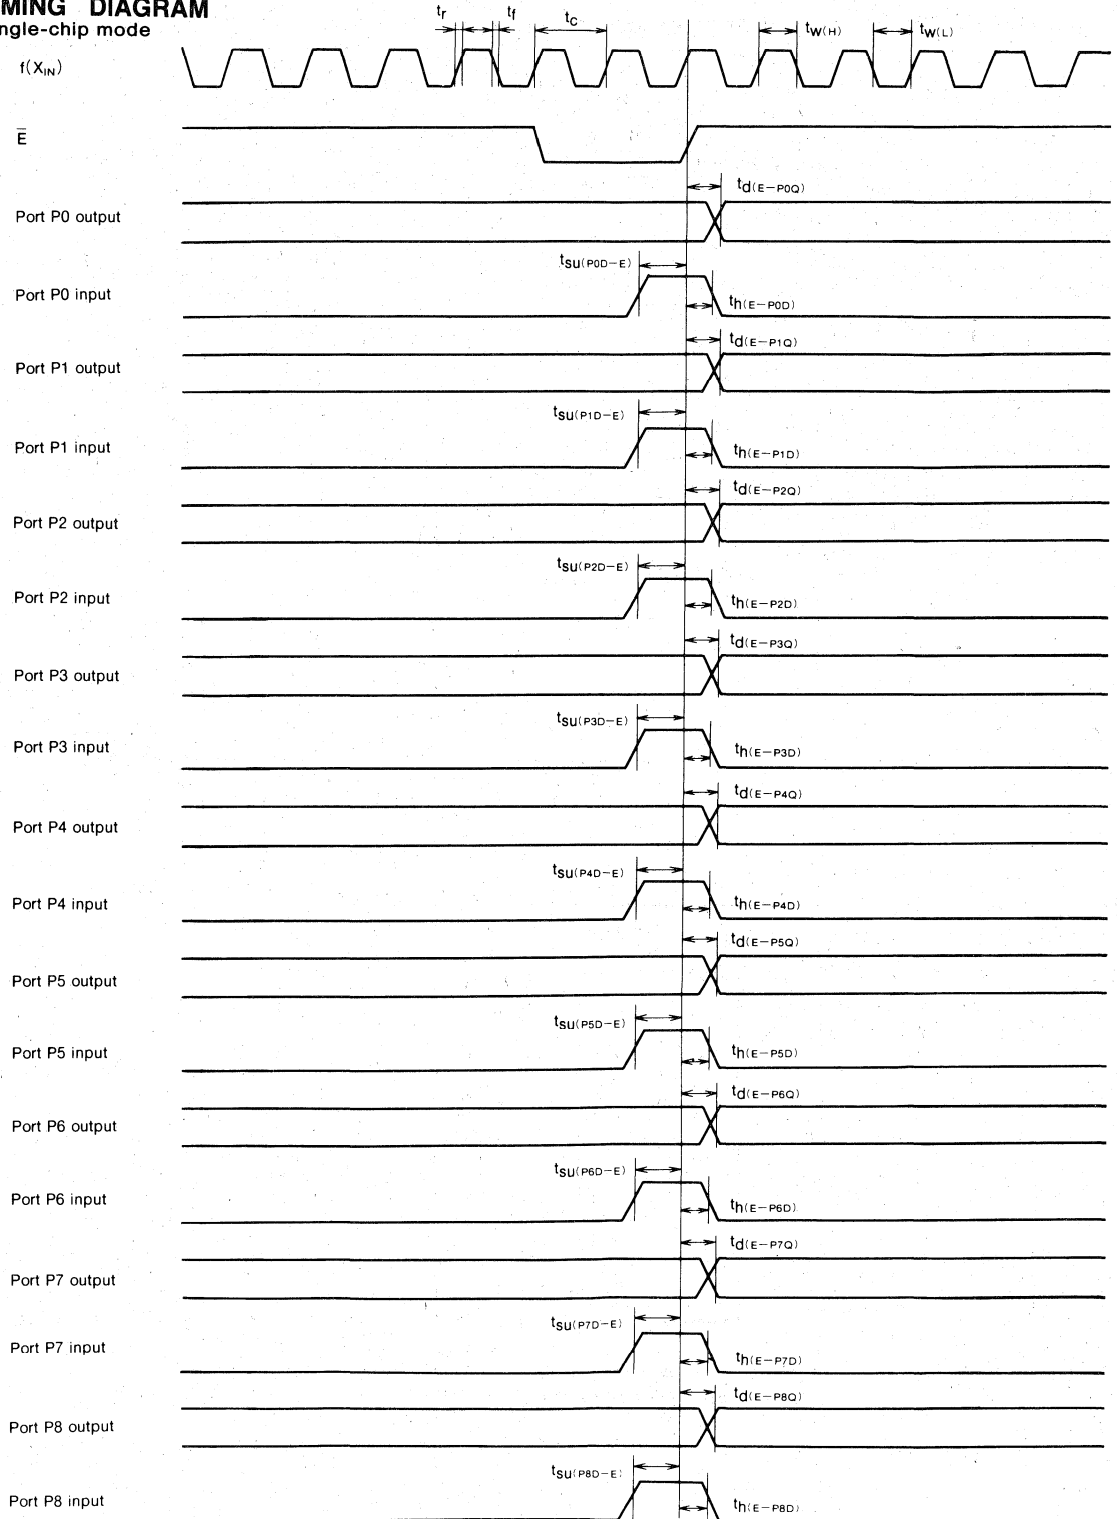 MING DIAGRAM
ngle-chip mode
tr tf tc tW(H) tW(L)
f(XIN)
E
td(E−P0Q)
Port P0 output
tsu(P0D−E)
Port P0 input
th(E−P0D)
td(E−P1Q)
Port P1 output
tsu(P1D−E)
Port P1 input
th(E−P1D)
td(E−P2Q)
Port P2 output
tsu(P2D−E)
Port P2 input
th(E−P2D)
td(E−P3Q)
Port P3 output
tsu(P3D−E)
Port P3 input
th(E−P3D)
td(E−P4Q)
Port P4 output
tsu(P4D−E)
Port P4 input
th(E−P4D)
td(E−P5Q)
Port P5 output
tsu(P5D−E)
Port P5 input
th(E−P5D)
td(E−P6Q)
Port P6 output
tsu(P6D−E)
Port P6 input
th(E−P6D)
td(E−P7Q)
Port P7 output
tsu(P7D−E)
Port P7 input
th(E−P7D)
td(E−P8Q)
Port P8 output
tsu(P8D−E)
Port P8 input
th(E−P8D)